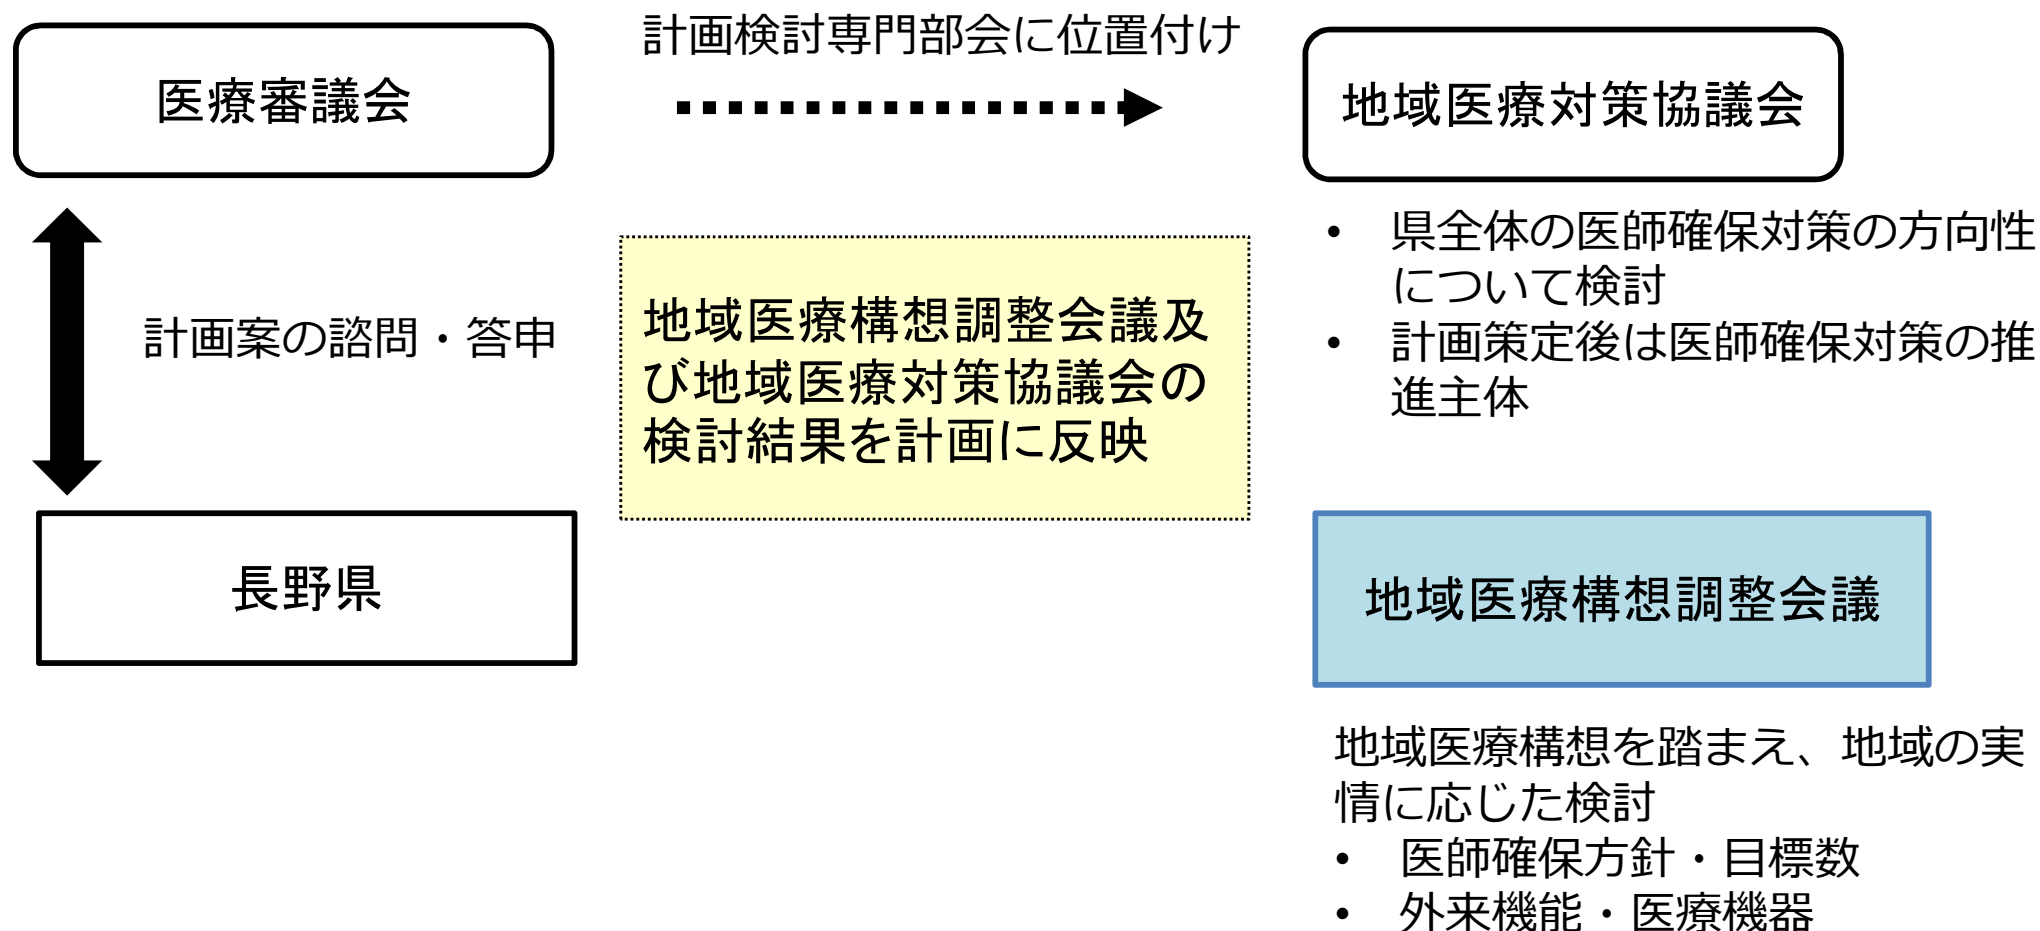 計画検討専門部会に位置付け
医療審議会
地域医療対策協議会
• 県全体の医師確保対策の方向性
について検討
• 計画策定後は医師確保対策の推
進主体
計画案の諮問・答申
地域医療構想調整会議及
び地域医療対策協議会の
検討結果を計画に反映
長野県
地域医療構想調整会議
地域医療構想を踏まえ、地域の実
情に応じた検討
• 医師確保方針・目標数
• 外来機能・医療機器